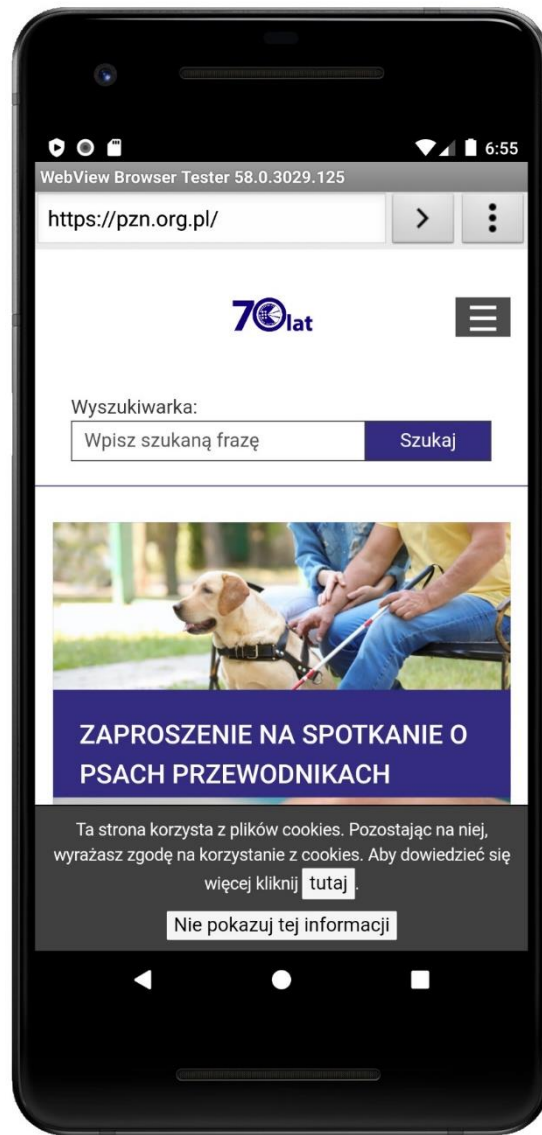 6:55
WebView Browser Tester 58.0.3029.125
https://pzn.org.pl/
70lat
Wyszukiwarka:
Wpisz szukaną frazę Szukaj
ZAPROSZENIE NA SPOTKANIE O
PSACH PRZEWODNIKACH
Ta strona korzysta z plików cookies. Pozostając na niej,
wyrażasz zgodę na korzystanie z cookies. Aby dowiedzieć się
więcej kliknij tutaj.
Nie pokazuj tej informacji